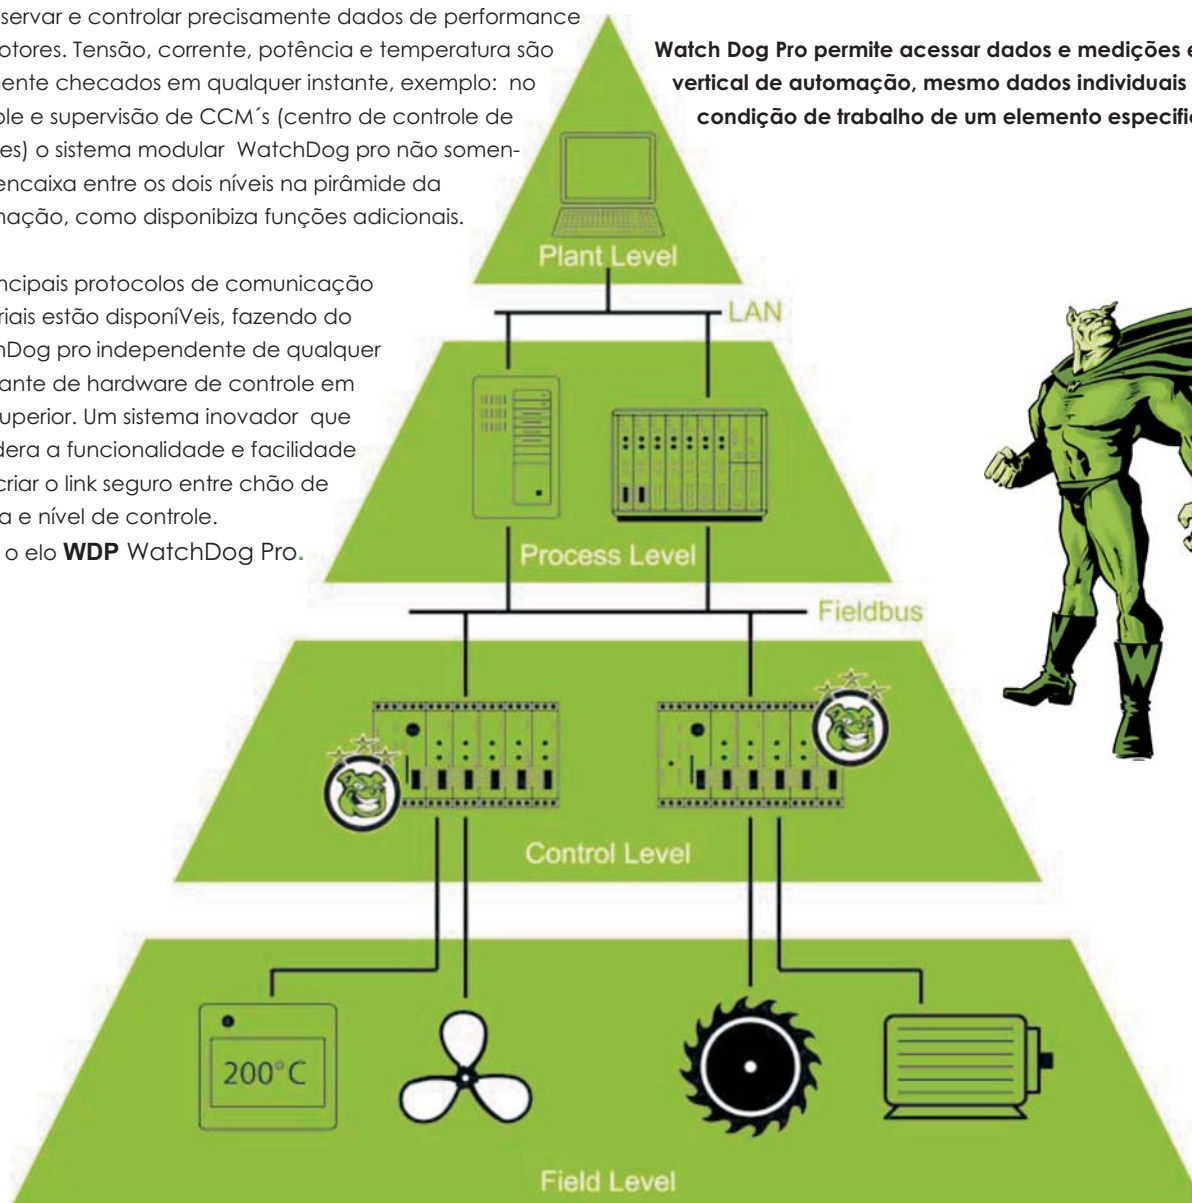 servar e controlar precisamente dados de performance
otores. Tensão, corrente, potência e temperatura são
ente checados em qualquer instante, exemplo: no
ole e supervisão de CCM´s (centro de controle de
es) o sistema modular WatchDog pro não somen-
encaixa entre os dois níveis na pirâmide da
mação, como disponibiza funções adicionais.
ncipais protocolos de comunicação
riais estão disponíVeis, fazendo do
hDog pro independente de qualquer
ante de hardware de controle em
uperior. Um sistema inovador que
dera a funcionalidade e facilidade
criar o link seguro entre chão de
a e nível de controle.
o elo WDP WatchDog Pro.
Watch Dog Pro permite acessar dados e medições e
vertical de automação, mesmo dados individuais
condição de trabalho de um elemento especific
Plant Level
LAN
Process Level
Fieldbus
Control Level
200°C
Field Level